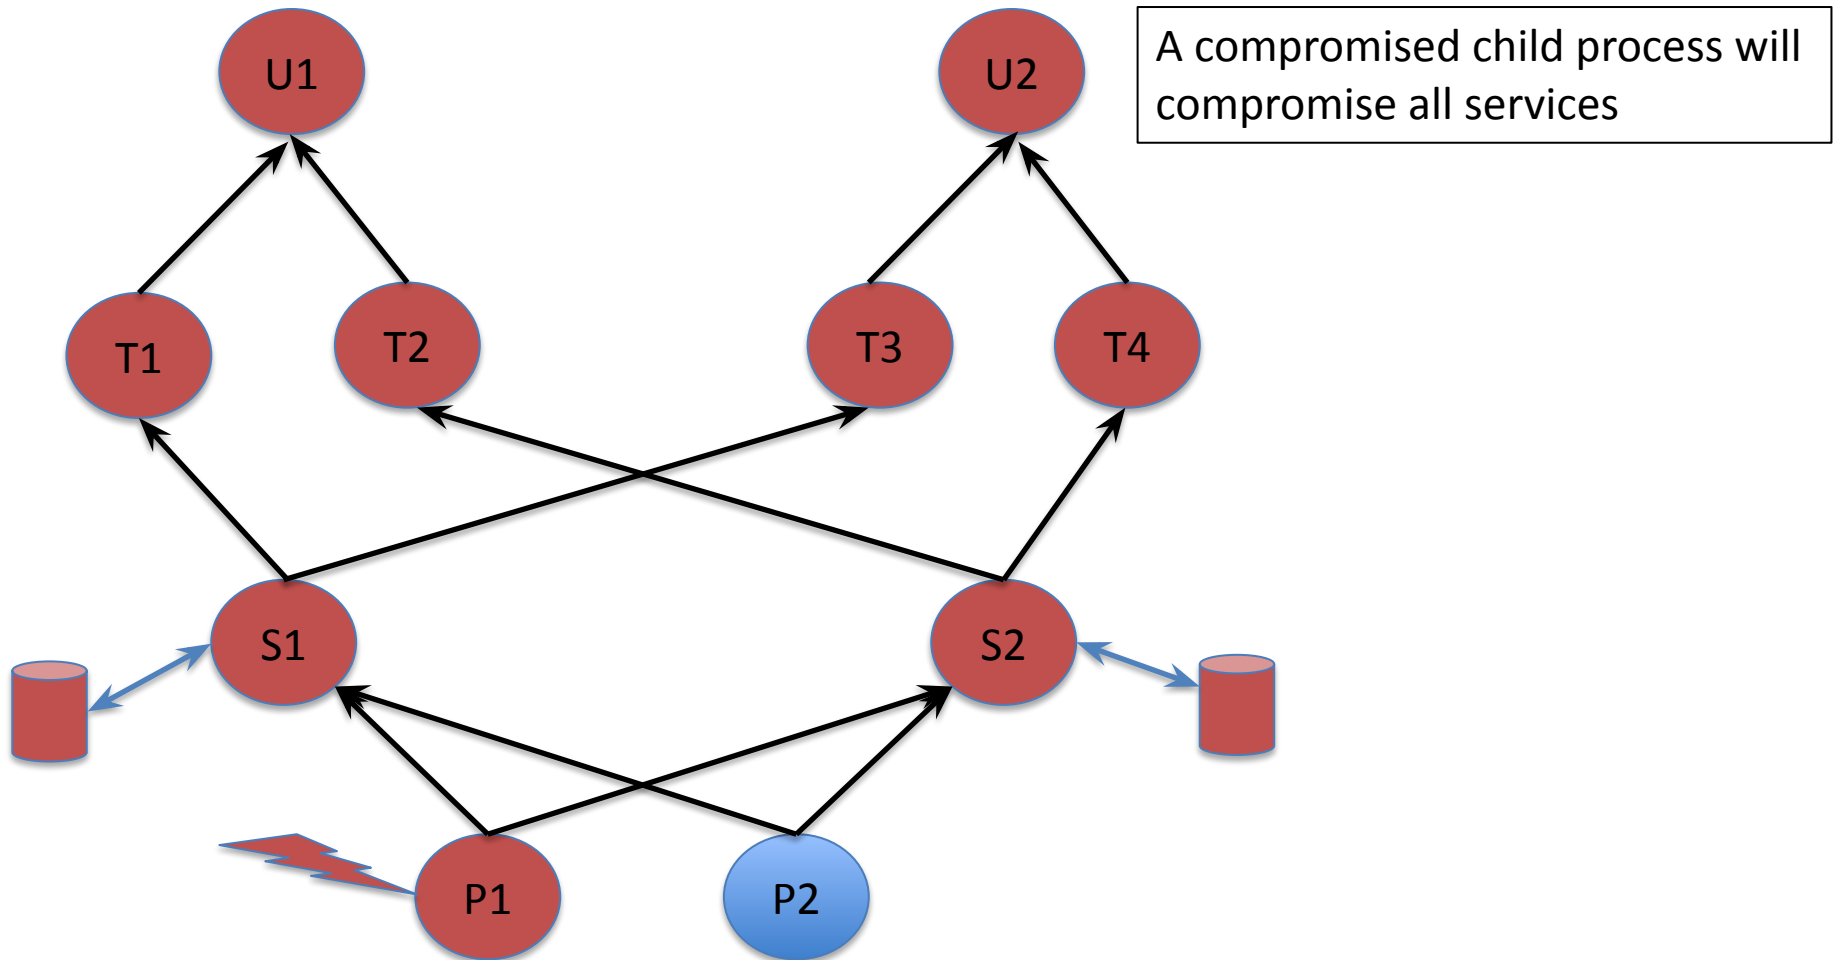 U1
U2
A compromised child process will
compromise all services
T1
T2
T3
T4
S1
S2
P1
P2